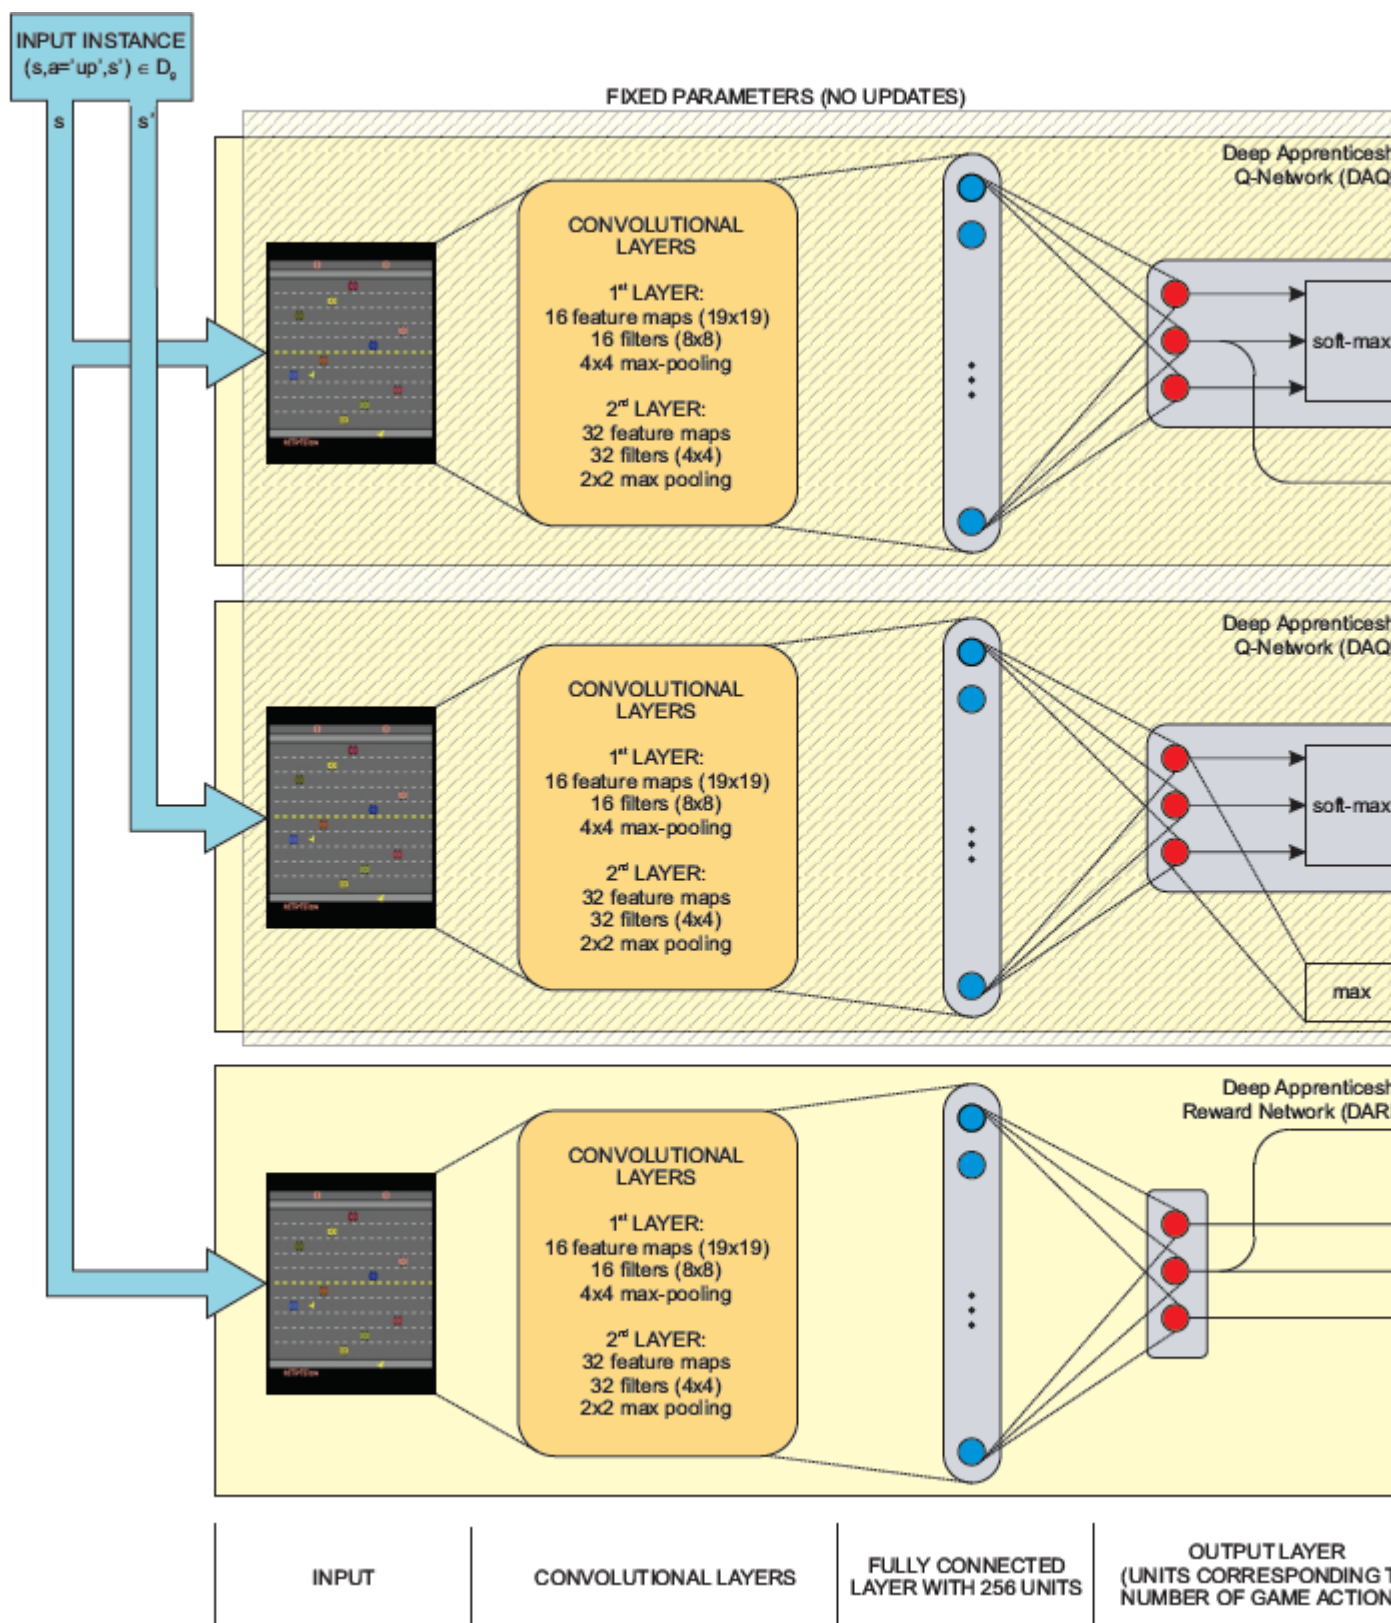 INPUT INSTANCE
(s,a='up',s') ∈ Dg
s
s'
FIXED PARAMETERS (NO UPDATES)
Deep Apprenticesh
Q-Network (DAQ
CONVOLUTIONAL
LAYERS
1st LAYER:
16 feature maps (19x19)
16 filters (8x8)
4x4 max-pooling
2nd LAYER:
32 feature maps
32 filters (4x4)
2x2 max pooling
soft-max
Deep Apprenticesh
Q-Network (DAQ
CONVOLUTIONAL
LAYERS
1st LAYER:
16 feature maps (19x19)
16 filters (8x8)
4x4 max-pooling
2nd LAYER:
32 feature maps
32 filters (4x4)
2x2 max pooling
soft-max
max
Deep Apprenticesh
Reward Network (DAR
CONVOLUTIONAL
LAYERS
1st LAYER:
16 feature maps (19x19)
16 filters (8x8)
4x4 max-pooling
2nd LAYER:
32 feature maps
32 filters (4x4)
2x2 max pooling
INPUT
CONVOLUTIONAL LAYERS
FULLY CONNECTED
LAYER WITH 256 UNITS
OUTPUT LAYER
(UNITS CORRESPONDING T
NUMBER OF GAME ACTION